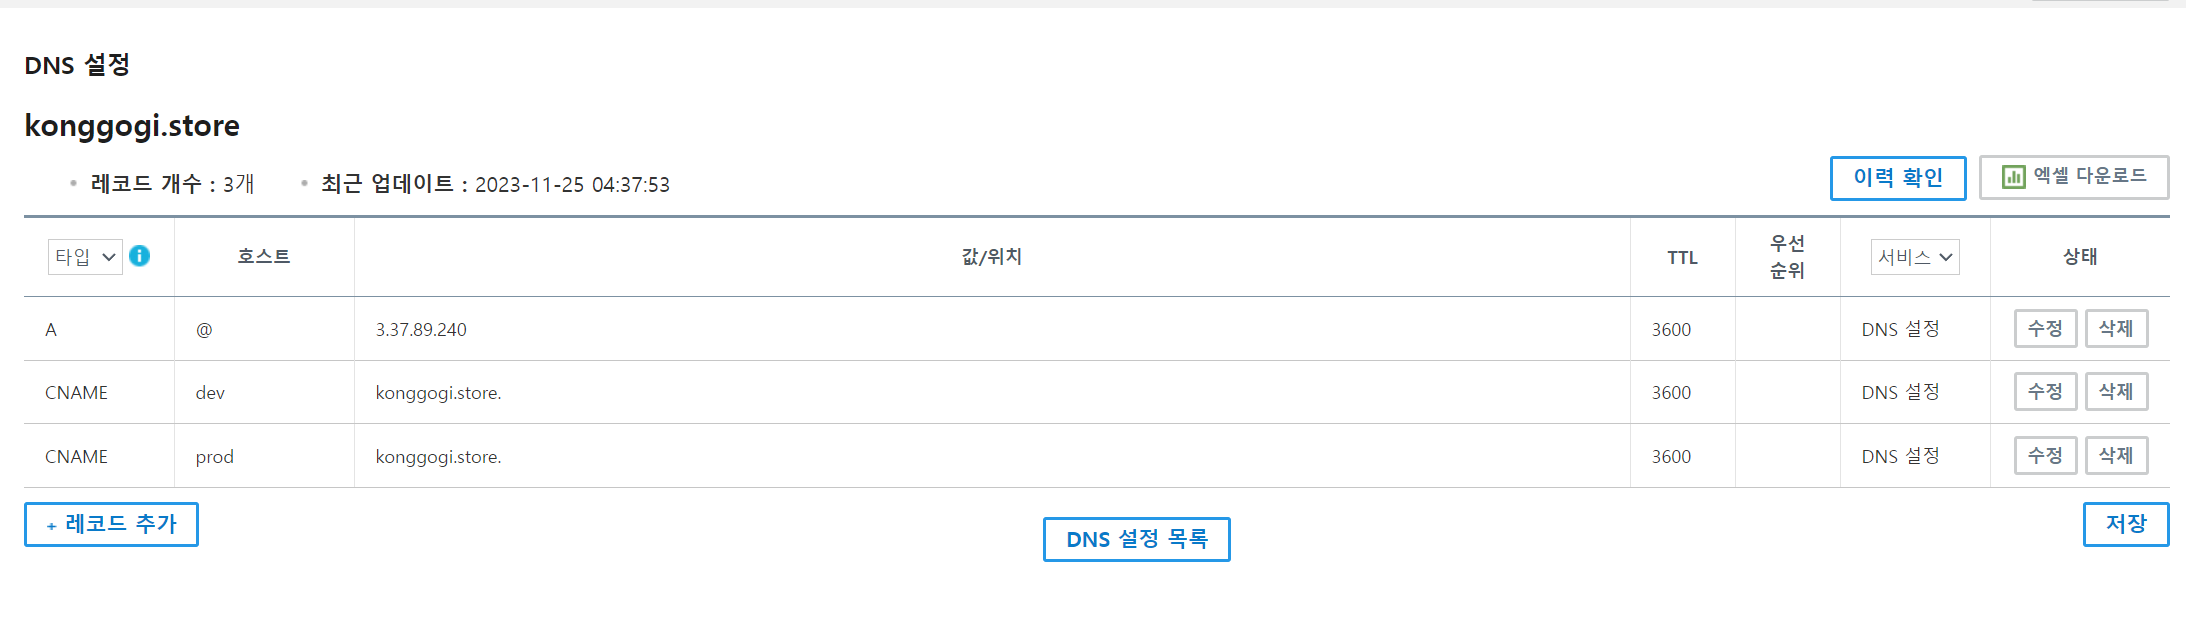 DNS 설정
konggogi.store
레코드 개수 : 3개 최근 업데이트 : 2023-11-25 04:37:53
이력 확인 엑셀 다운로드
타입 호스트 값/위치 TTL 우선 순위 서비스 상태
A @ 3.37.89.240 3600 DNS 설정 수정 삭제
CNAME dev konggogi.store. 3600 DNS 설정 수정 삭제
CNAME prod konggogi.store. 3600 DNS 설정 수정 삭제
+ 레코드 추가 DNS 설정 목록 저장